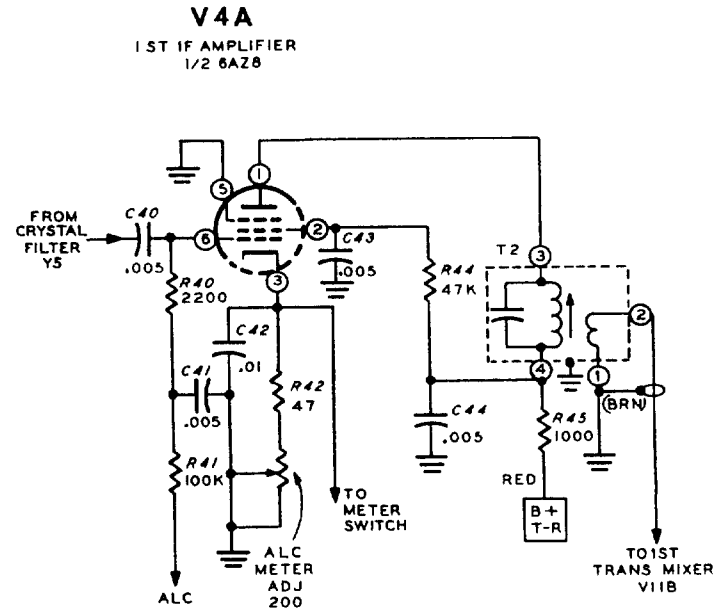 V4A
1ST IF AMPLIFIER
1/2 6AZ8
1
5
FROM
CRYSTAL
FILTER
Y5
C40
.005
6
2
C43
.005
3
R40
2200
R44
47K
T2
3
2
C42
.01
C41
.005
R42
47
4
1
(BRN)
C44
.005
R45
1000
R41
100K
RED
B+
T-R
TO
METER
SWITCH
ALC
METER
ADJ
200
ALC
TO 1ST
TRANS MIXER
V11B